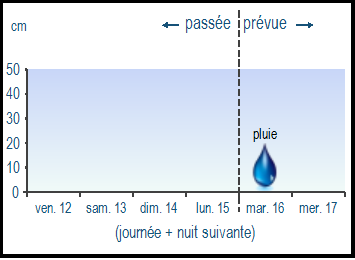 ← passée prévue →
cm
50
40
30
20
10
0
pluie
ven. 12 sam. 13 dim. 14 lun. 15 mar. 16 mer. 17
(journée + nuit suivante)